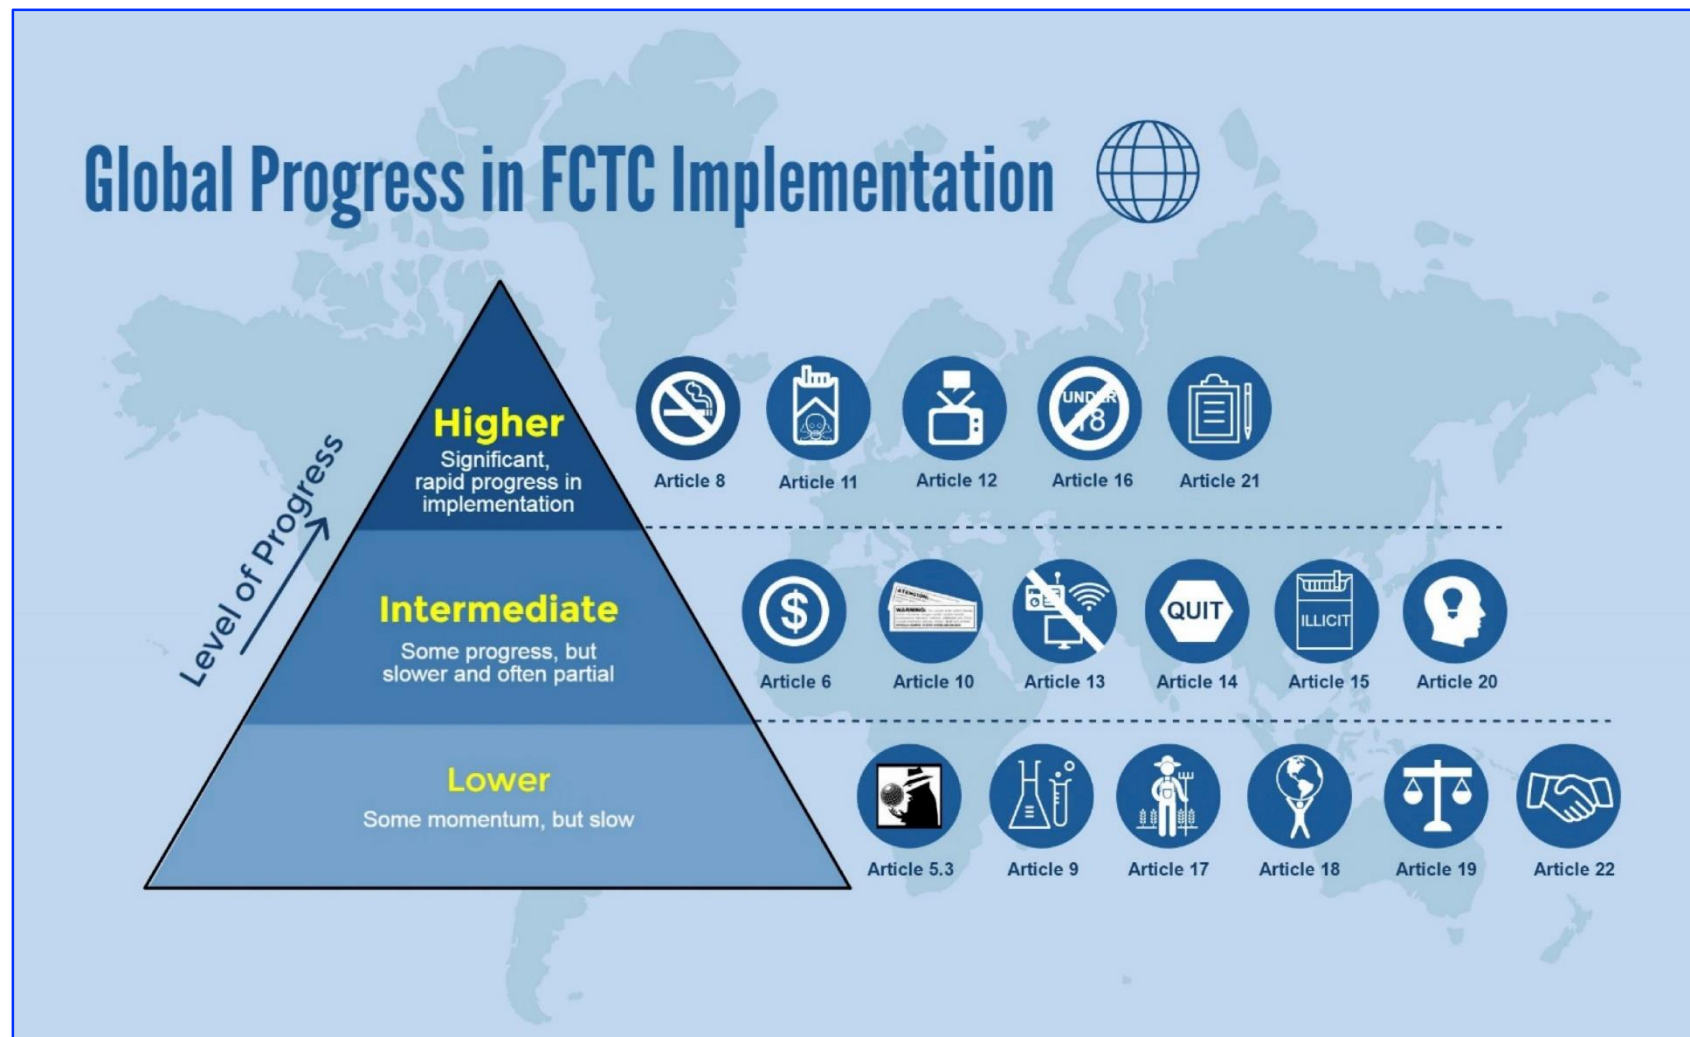 Global Progress in FCTC Implementation
Level of Progress
Higher
Significant,
rapid progress in
implementation
UNDER
18
Article 8
Article 11
Article 12
Article 16
Article 21
Intermediate
Some progress, but
slower and often partial
$
ATENCION:
WARNING:
QUIT
ILLICIT
Article 6
Article 10
Article 13
Article 14
Article 15
Article 20
Lower
Some momentum, but slow
Article 5.3
Article 9
Article 17
Article 18
Article 19
Article 22